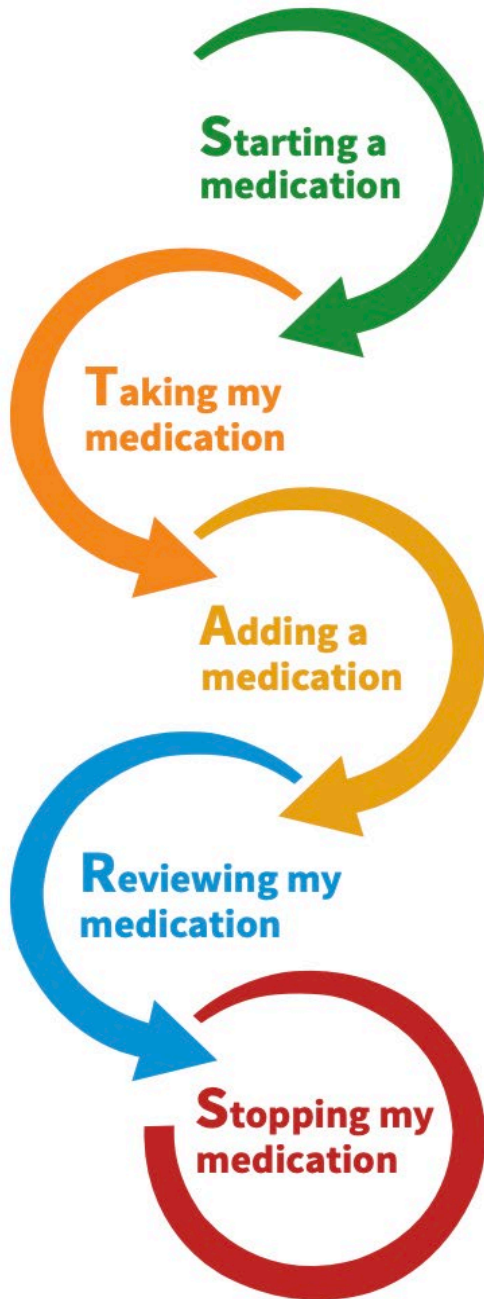 Starting a
medication
Taking my
medication
Adding a
medication
Reviewing my
medication
Stopping my
medication